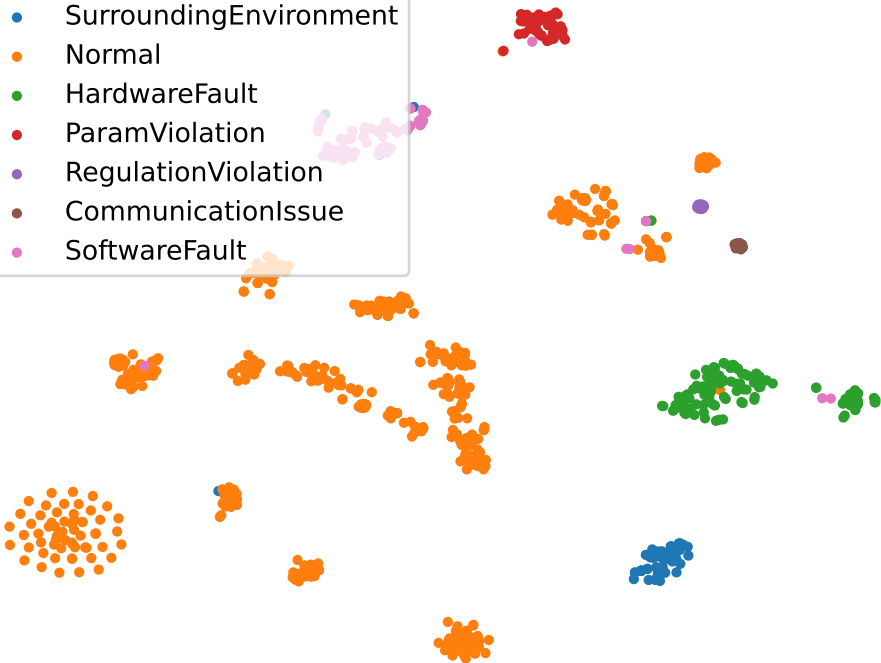 SurroundingEnvironment
Normal
HardwareFault
ParamViolation
RegulationViolation
CommunicationIssue
SoftwareFault